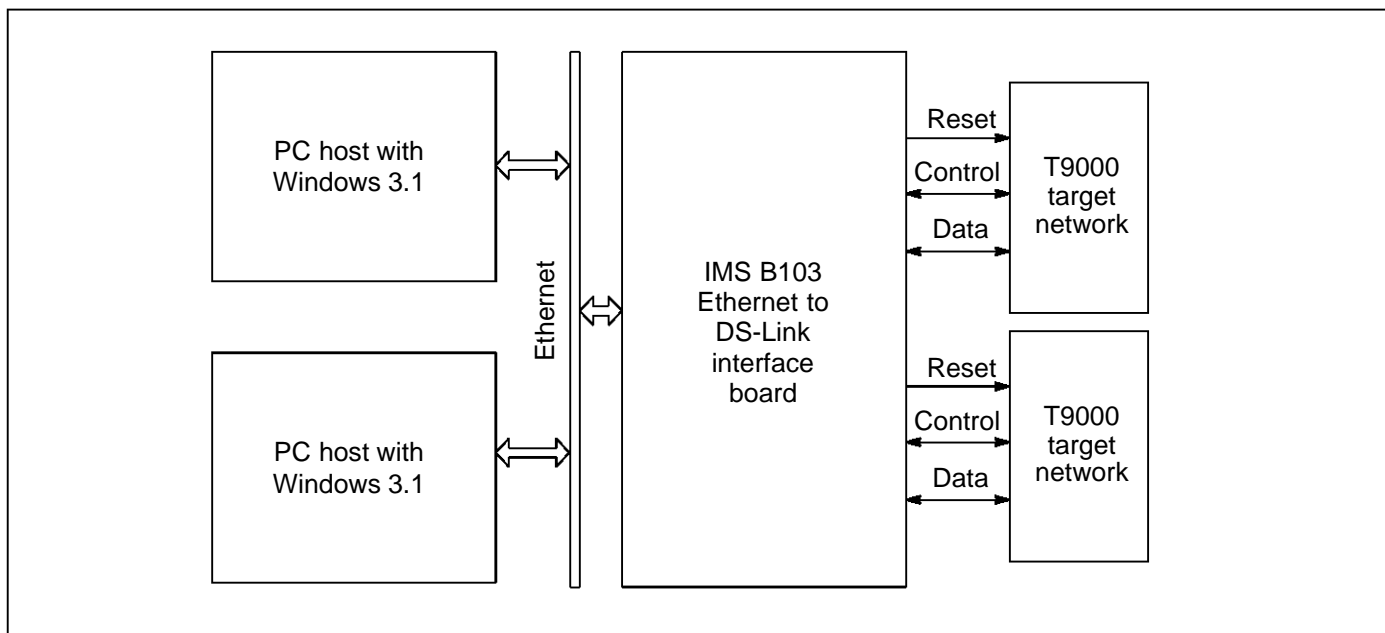 PC host with
Windows 3.1
PC host with
Windows 3.1
Ethernet
IMS B103
Ethernet to
DS-Link
interface
board
Reset
Control
Data
T9000
target
network
Reset
Control
Data
T9000
target
network